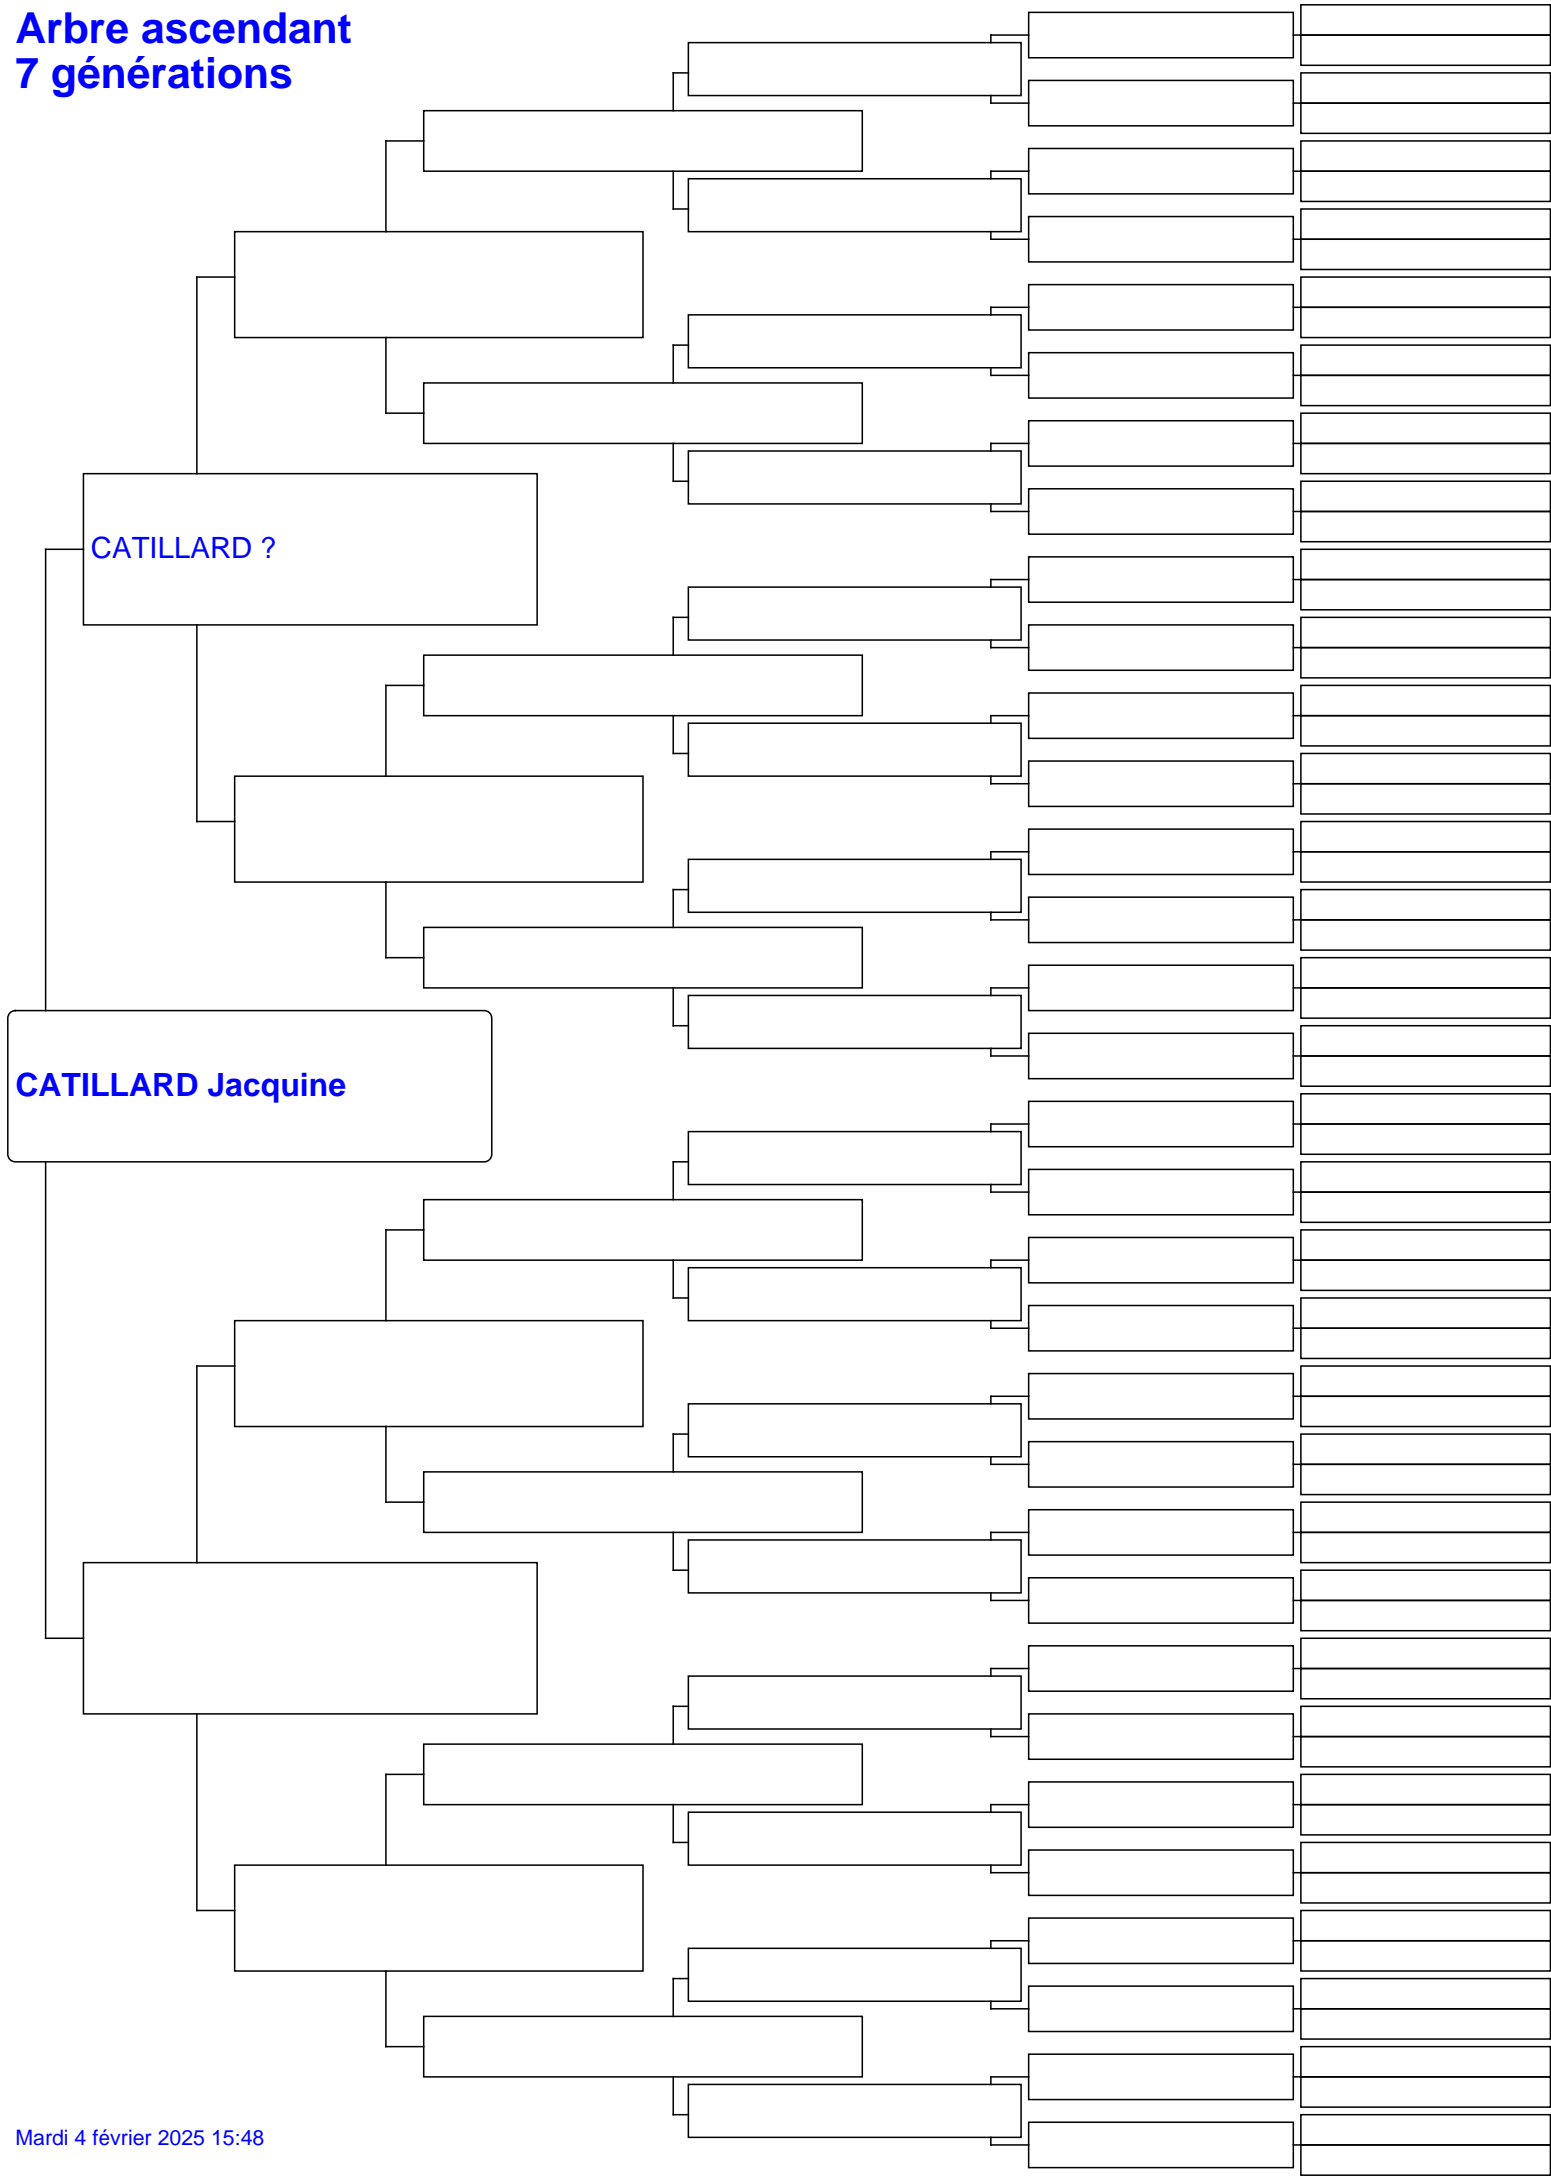 Arbre ascendant
7 générations
CATILLARD ?
CATILLARD Jacquine
Mardi 4 février 2025 15:48